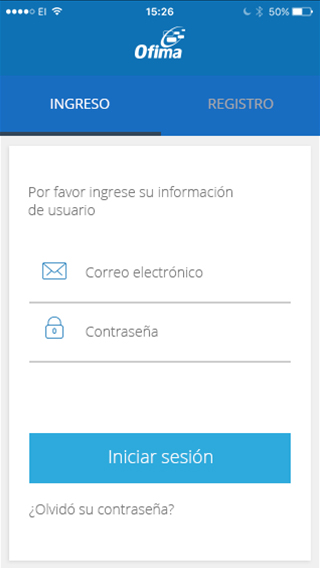 EI 15:26 50%
Ofima
INGRESO REGISTRO
Por favor ingrese su información
de usuario
Correo electrónico
Contraseña
Iniciar sesión
¿Olvidó su contraseña?